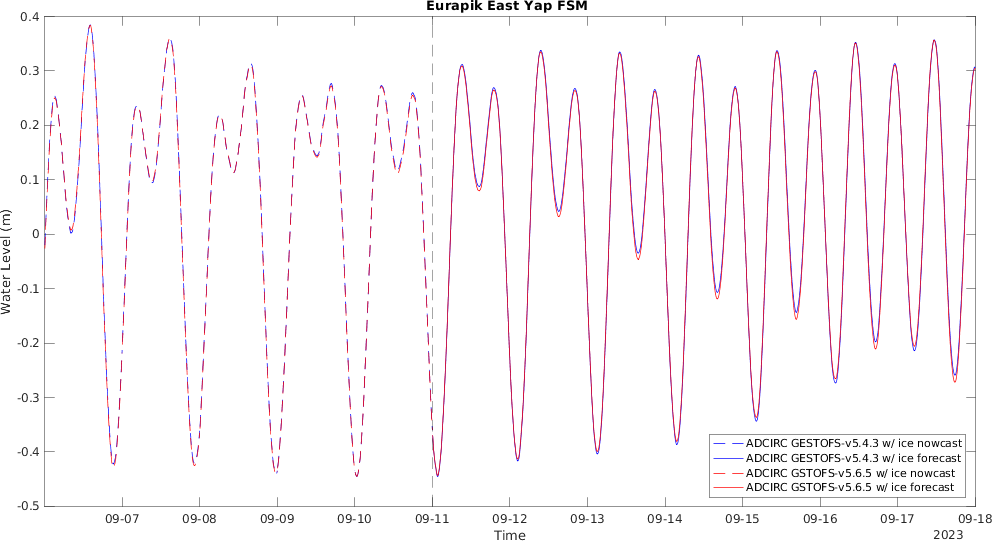 Eurapik East Yap FSM
0.4
0.3
0.2
0.1
0
-0.1
-0.2
-0.3
-0.4
-0.5
Water Level (m)
ADCIRC GESTOFS-v5.4.3 w/ ice nowcast
ADCIRC GESTOFS-v5.4.3 w/ ice forecast
ADCIRC GSTOFS-v5.6.5 w/ ice nowcast
ADCIRC GSTOFS-v5.6.5 w/ ice forecast
09-07 09-08 09-09 09-10 09-11 09-12 09-13 09-14 09-15 09-16 09-17 09-18
Time
2023